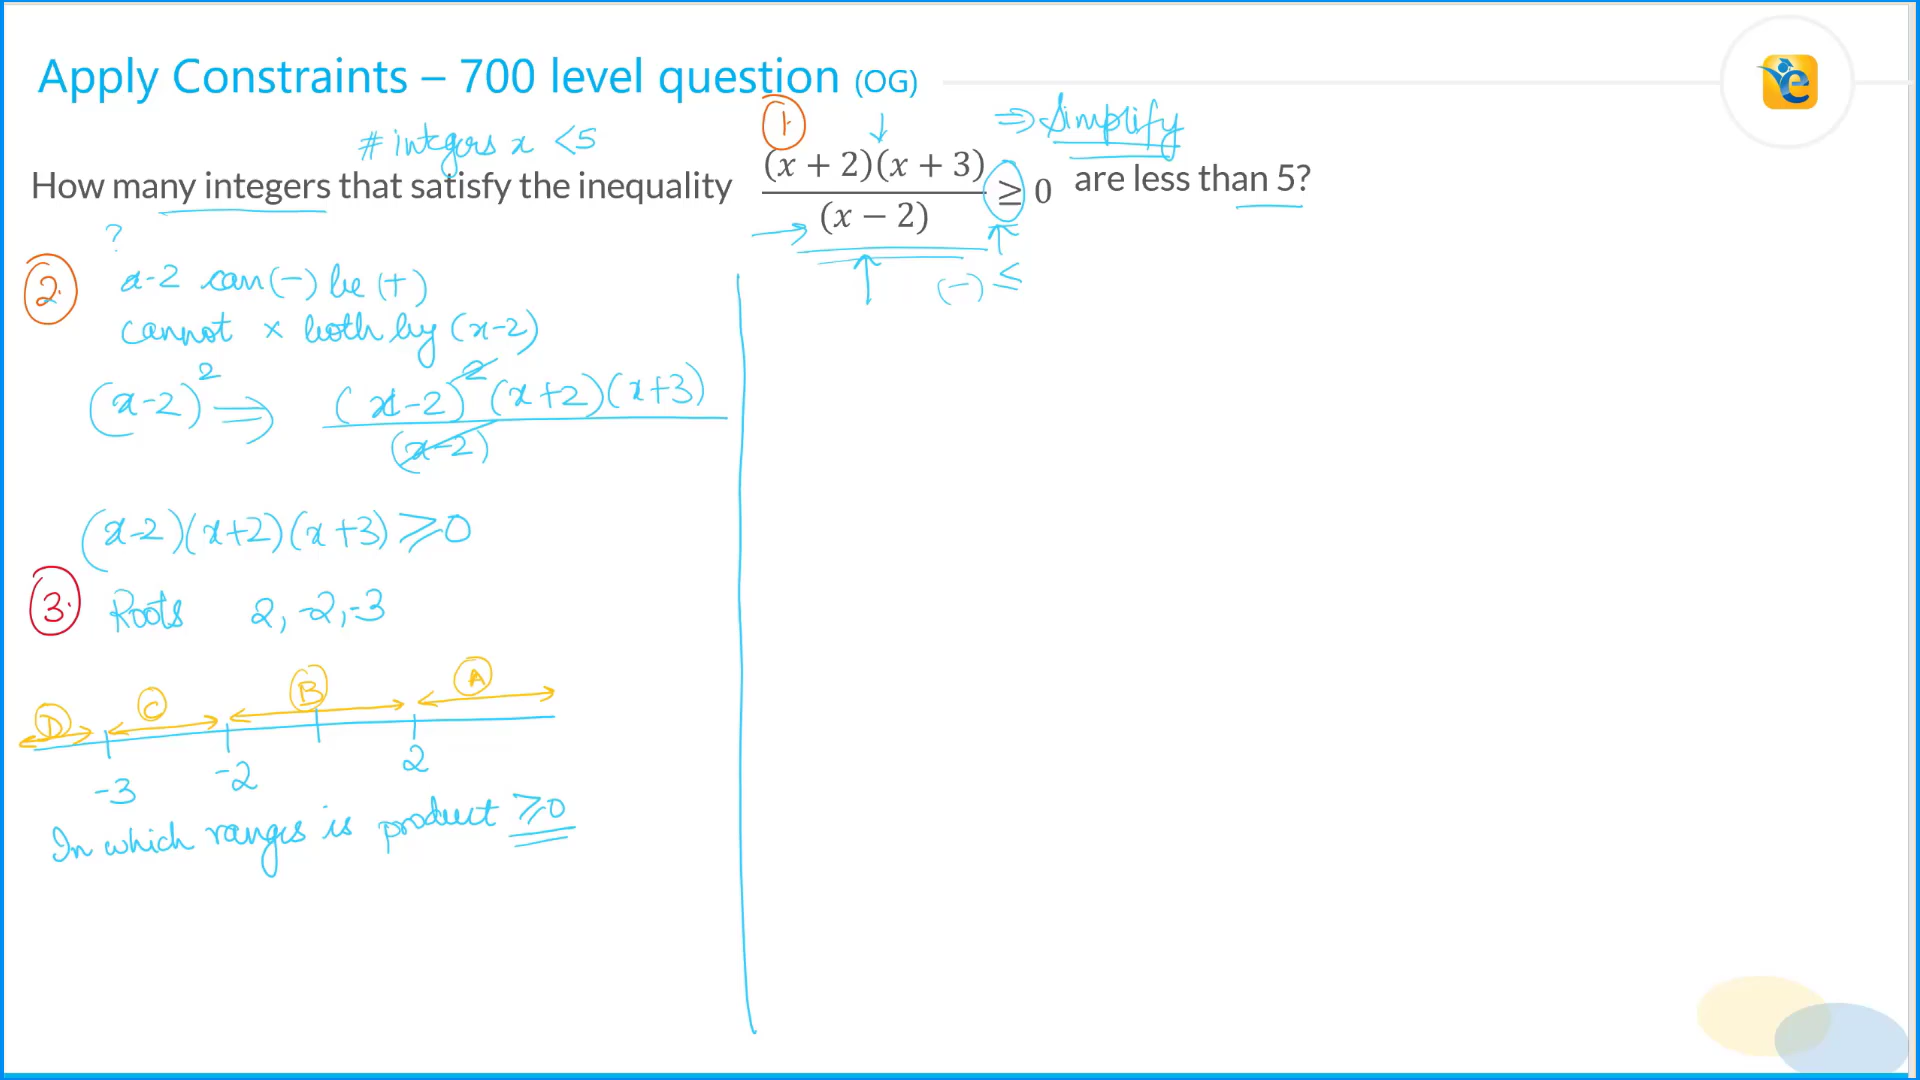 Apply Constraints – 700 level question (OG)
# integers x <5
1.
⇒ Simplify
How many integers that satisfy the inequality (x + 2)(x + 3) / (x − 2) ≥ 0 are less than 5?
?
(−) ≤
2.
x-2 can (-) be (+)
cannot × both by (x-2)
(x-2)² ⇒ (x-2)² (x+2)(x+3) / (x-2)
(x-2)(x+2)(x+3) ≥ 0
3.
Roots 2, -2, -3
D C B A
-3 -2 2
In which ranges is product ≥0
e